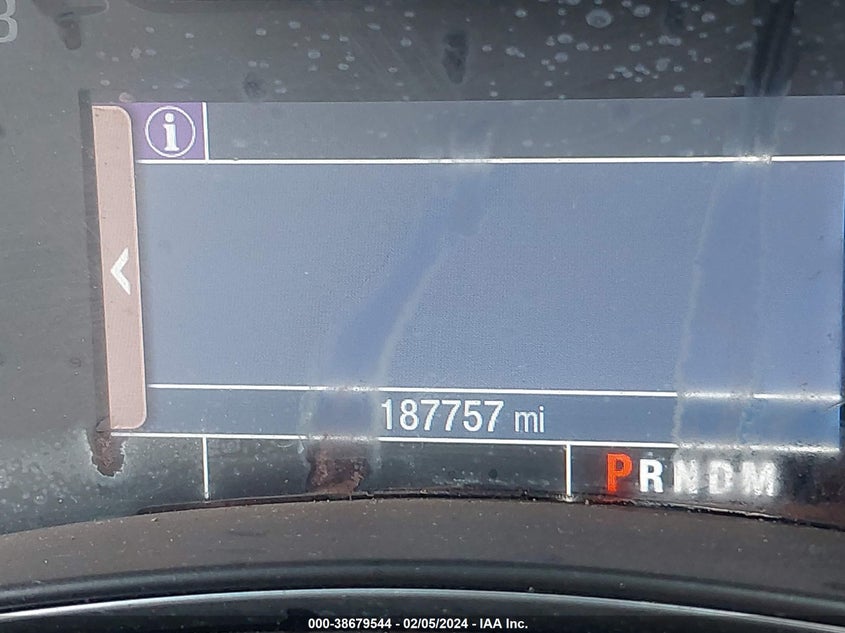 i
187757 mi
PRNDM
000-38679544 - 02/05/2024 - IAA Inc.